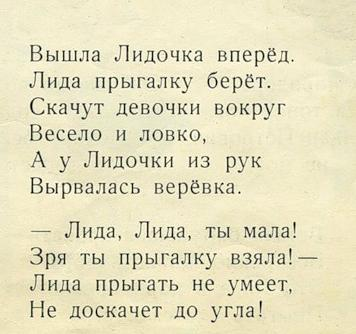 Вышла Лидочка вперёд.
Лида прыгалку берёт.
Скачут девочки вокруг
Весело и ловко,
А у Лидочки из рук
Вырвалась верёвка.
— Лида, Лида, ты мала!
Зря ты прыгалку взяла!—
Лида прыгать не умеет,
Не доскачет до угла!